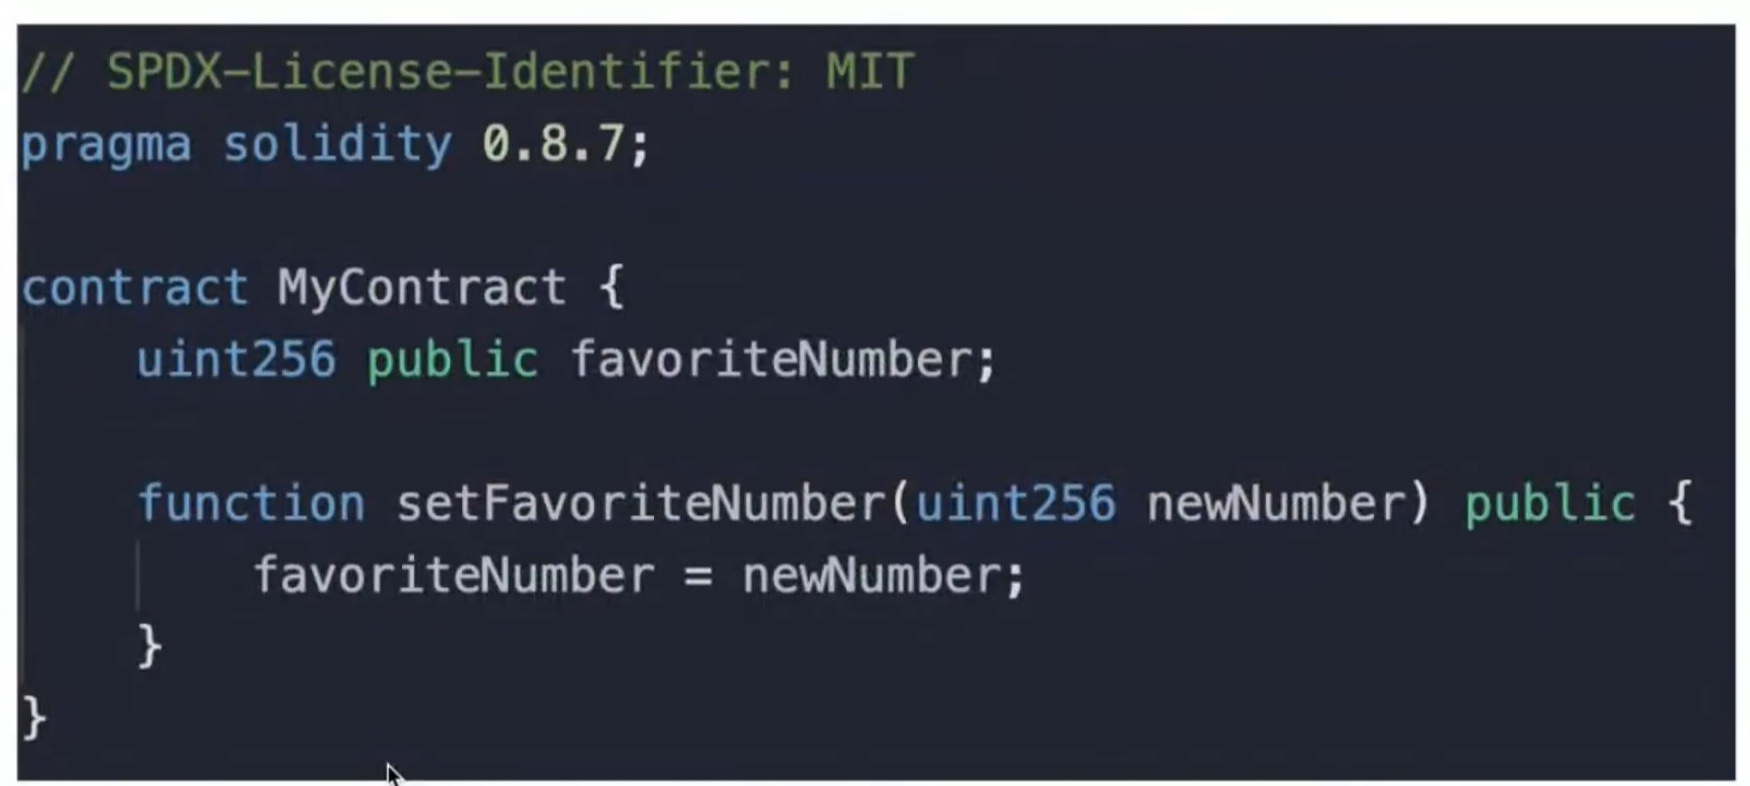 // SPDX-License-Identifier: MIT
pragma solidity 0.8.7;
contract MyContract {
uint256 public favoriteNumber;
function setFavoriteNumber(uint256 newNumber) public {
favoriteNumber = newNumber;
}
}